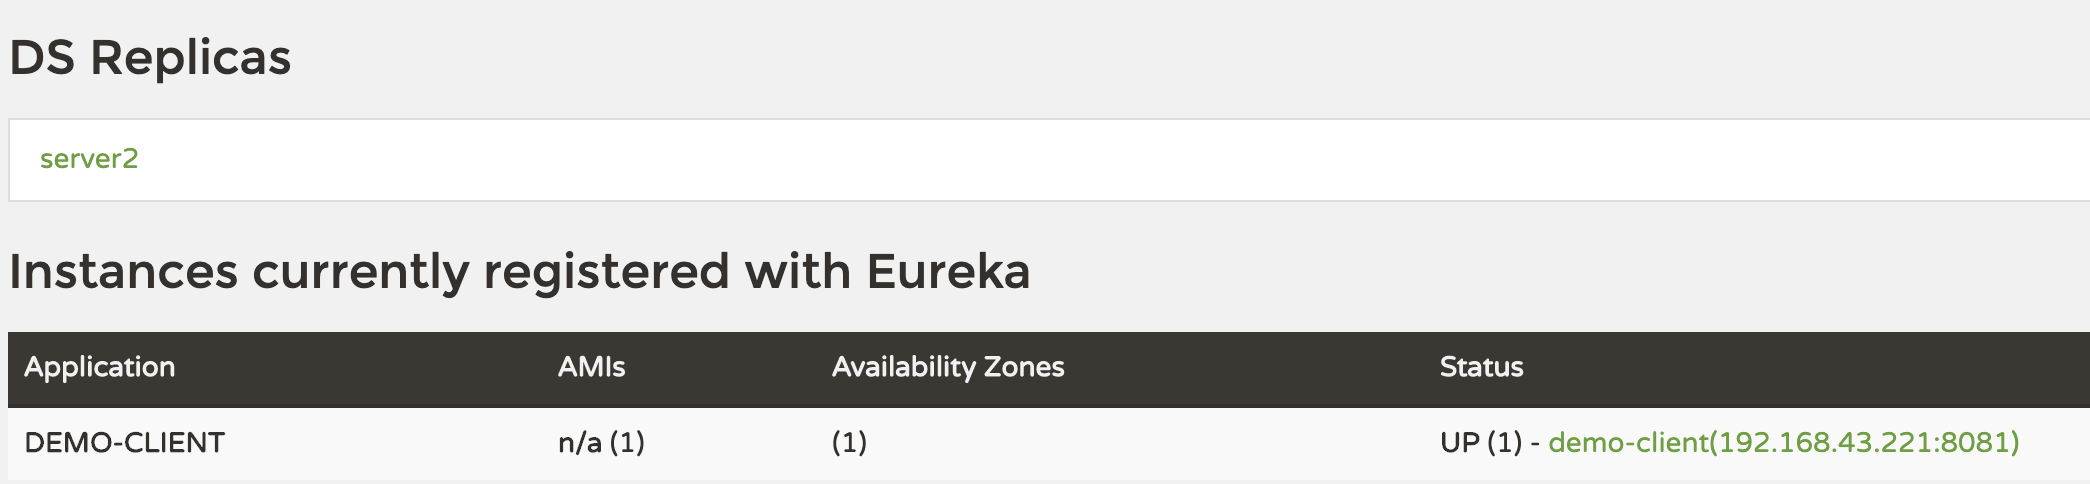 DS Replicas
server2
Instances currently registered with Eureka
Application AMIs Availability Zones Status
DEMO-CLIENT n/a (1) (1) UP (1) - demo-client(192.168.43.221:8081)